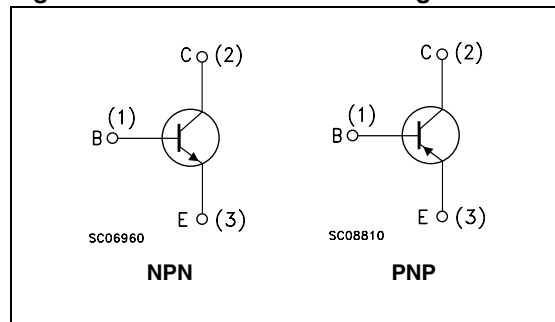 C (2)
(1)
B
E (3)
SC06960
NPN
C (2)
(1)
B
E (3)
SC08810
PNP